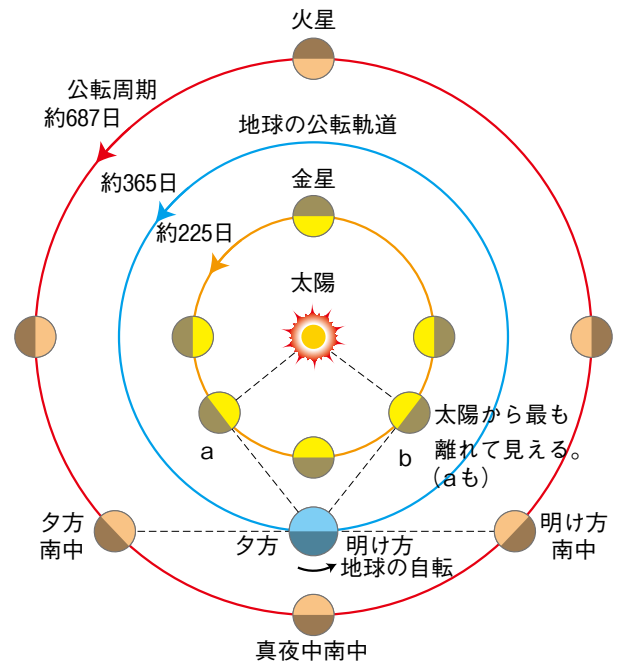 火星
公転周期
約687日
地球の公転軌道
約365日
金星
約225日
太陽
a
b
太陽から最も
離れて見える。
(aも)
夕方
南中
夕方
明け方
明け方
南中
地球の自転
真夜中南中